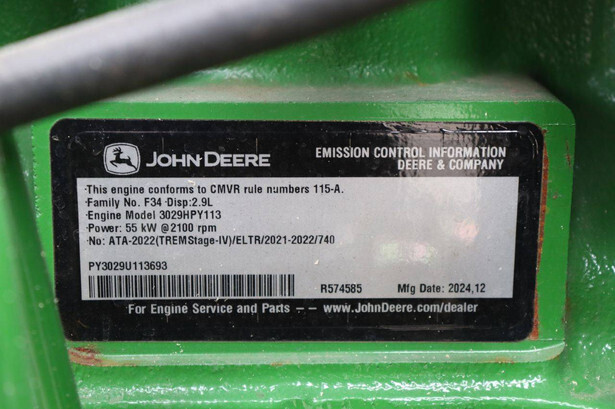 JOHN DEERE
EMISSION CONTROL INFORMATION
DEERE & COMPANY
·This engine conforms to CMVR rule numbers 115-A.
·Family No. F34 ·Disp:2.9L
·Engine Model 3029HPY113
·Power: 55 kW @2100 rpm
·No: ATA-2022(TREMStage-IV)/ELTR/2021-2022/740
PY3029U113693
R574585 Mfg Date: 2024,12
·For Engine Service and Parts –– www.JohnDeere.com/dealer